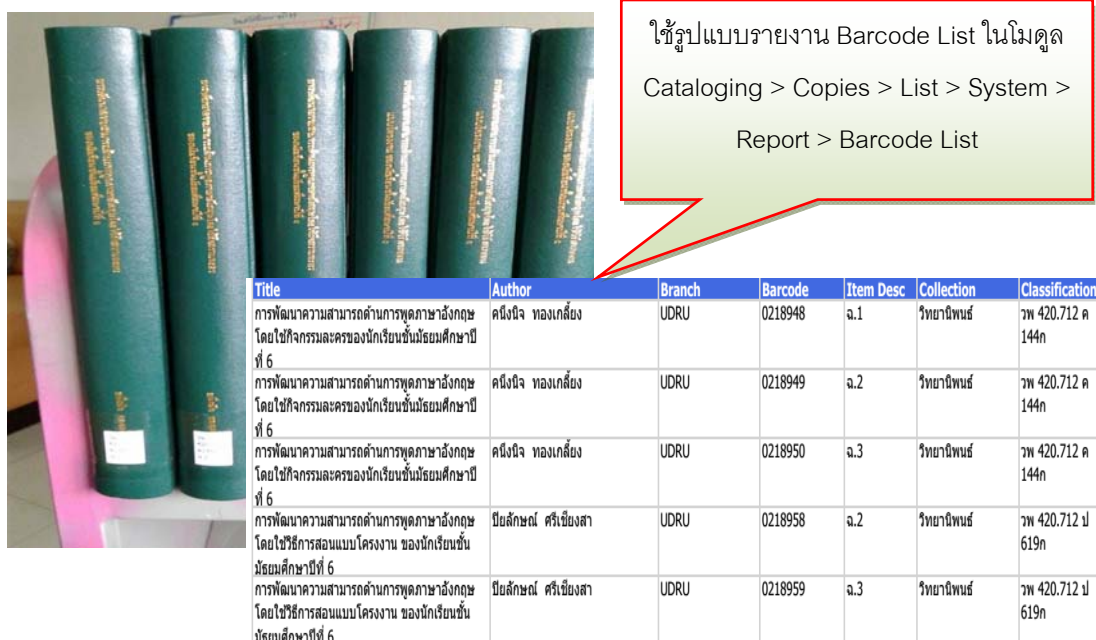 ใช้รูปแบบรายงาน Barcode List ในโมดูล
Cataloging > Copies > List > System >
Report > Barcode List
Title Author Branch Barcode Item Desc Collection Classification
การพัฒนาความสามารถด้านการพูดภาษาอังกฤษ คนึงนิจ ทองเกลี้ยง UDRU 0218948 ฉ.1 วิทยานิพนธ์ วพ 420.712 ค
โดยใช้กิจกรรมละครของนักเรียนชั้นมัธยมศึกษาปี 144ก
ที่ 6
การพัฒนาความสามารถด้านการพูดภาษาอังกฤษ คนึงนิจ ทองเกลี้ยง UDRU 0218949 ฉ.2 วิทยานิพนธ์ วพ 420.712 ค
โดยใช้กิจกรรมละครของนักเรียนชั้นมัธยมศึกษาปี 144ก
ที่ 6
การพัฒนาความสามารถด้านการพูดภาษาอังกฤษ คนึงนิจ ทองเกลี้ยง UDRU 0218950 ฉ.3 วิทยานิพนธ์ วพ 420.712 ค
โดยใช้กิจกรรมละครของนักเรียนชั้นมัธยมศึกษาปี 144ก
ที่ 6
การพัฒนาความสามารถด้านการพูดภาษาอังกฤษ ปิยลักษณ์ ศรีเชียงสา UDRU 0218958 ฉ.2 วิทยานิพนธ์ วพ 420.712 ป
โดยใช้วิธีการสอนแบบโครงงาน ของนักเรียนชั้น 619ก
มัธยมศึกษาปีที่ 6
การพัฒนาความสามารถด้านการพูดภาษาอังกฤษ ปิยลักษณ์ ศรีเชียงสา UDRU 0218959 ฉ.3 วิทยานิพนธ์ วพ 420.712 ป
โดยใช้วิธีการสอนแบบโครงงาน ของนักเรียนชั้น 619ก
มัธยมศึกษาปีที่ 6